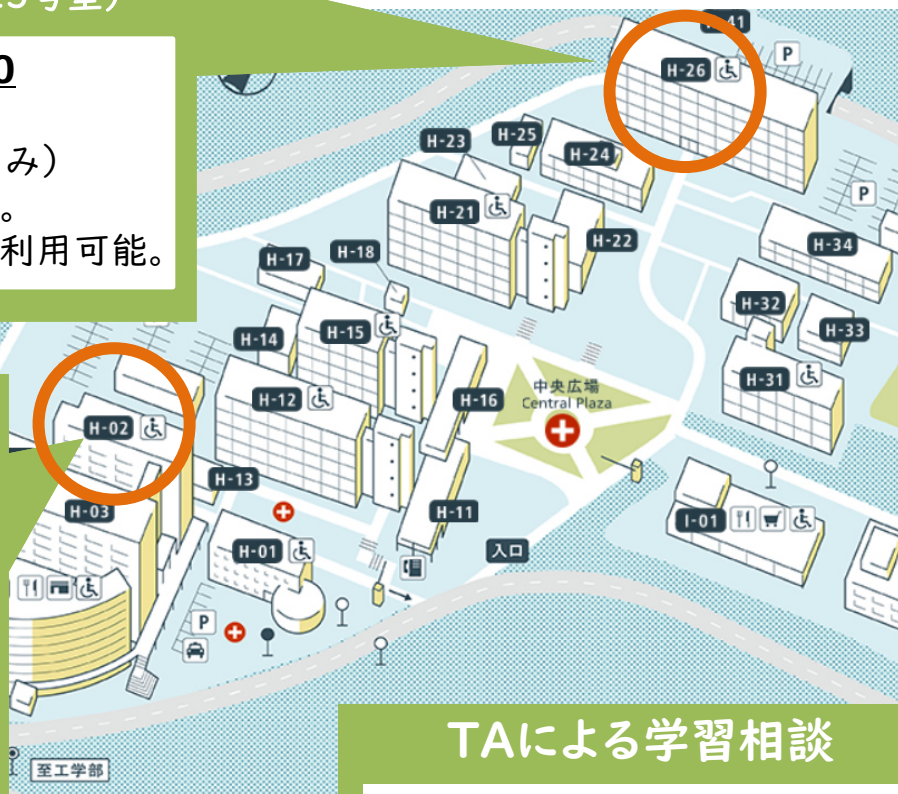 号室）
0
み）
。
利用可能。
H-41
H-26
P
H-25
H-23
H-24
P
H-21
H-22
H-34
H-17
H-18
H-32
H-14
H-15
H-33
中央広場
Central Plaza
H-31
H-12
H-16
H-02
H-13
H-03
H-11
I-01
H-01
入口
P
TAによる学習相談
至工学部